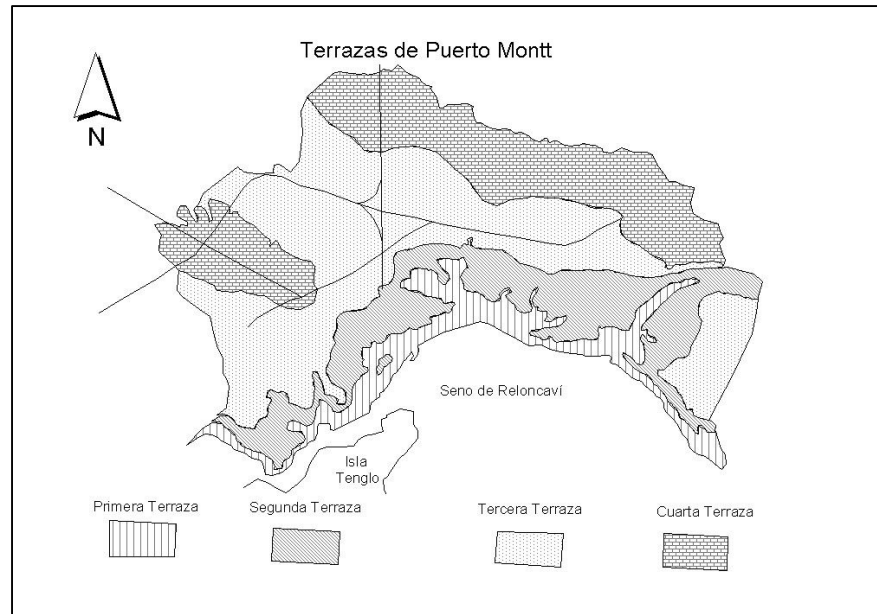 Terrazas de Puerto Montt
N
Seno de Reloncaví
Isla
Tenglo
Primera Terraza
Segunda Terraza
Tercera Terraza
Cuarta Terraza